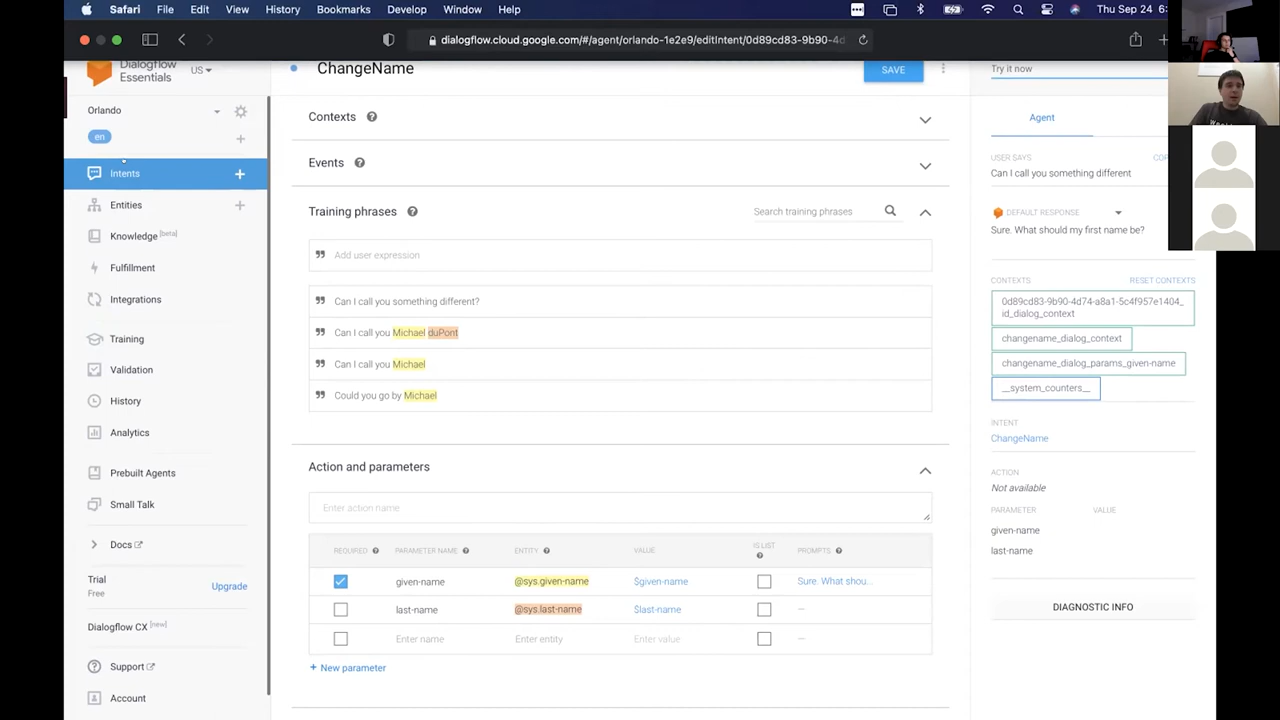 Safari File Edit View History Bookmarks Develop Window Help Thu Sep 24 6:
dialogflow.cloud.google.com/#/agent/orlando-1e2e9/editIntent/0d89cd83-9b90-4d
Dialogflow
Essentials
US
ChangeName
SAVE
Try it now
Orlando
en
Intents
Entities
Knowledge [beta]
Fulfillment
Integrations
Training
Validation
History
Analytics
Prebuilt Agents
Small Talk
Docs
Trial
Free
Upgrade
Dialogflow CX [new]
Support
Account
Contexts
Events
Training phrases
Search training phrases
Add user expression
Can I call you something different?
Can I call you Michael duPont
Can I call you Michael
Could you go by Michael
Action and parameters
Enter action name
REQUIRED PARAMETER NAME ENTITY VALUE IS LIST PROMPTS
given-name @sys.given-name $given-name Sure. What shou...
last-name @sys.last-name $last-name –
Enter name Enter entity Enter value –
+ New parameter
Agent
USER SAYS
Can I call you something different
DEFAULT RESPONSE
Sure. What should my first name be?
CONTEXTS RESET CONTEXTS
0d89cd83-9b90-4d74-a8a1-5c4f957e1404_
id_dialog_context
changename_dialog_context
changename_dialog_params_given-name
__system_counters__
INTENT
ChangeName
ACTION
Not available
PARAMETER VALUE
given-name
last-name
DIAGNOSTIC INFO